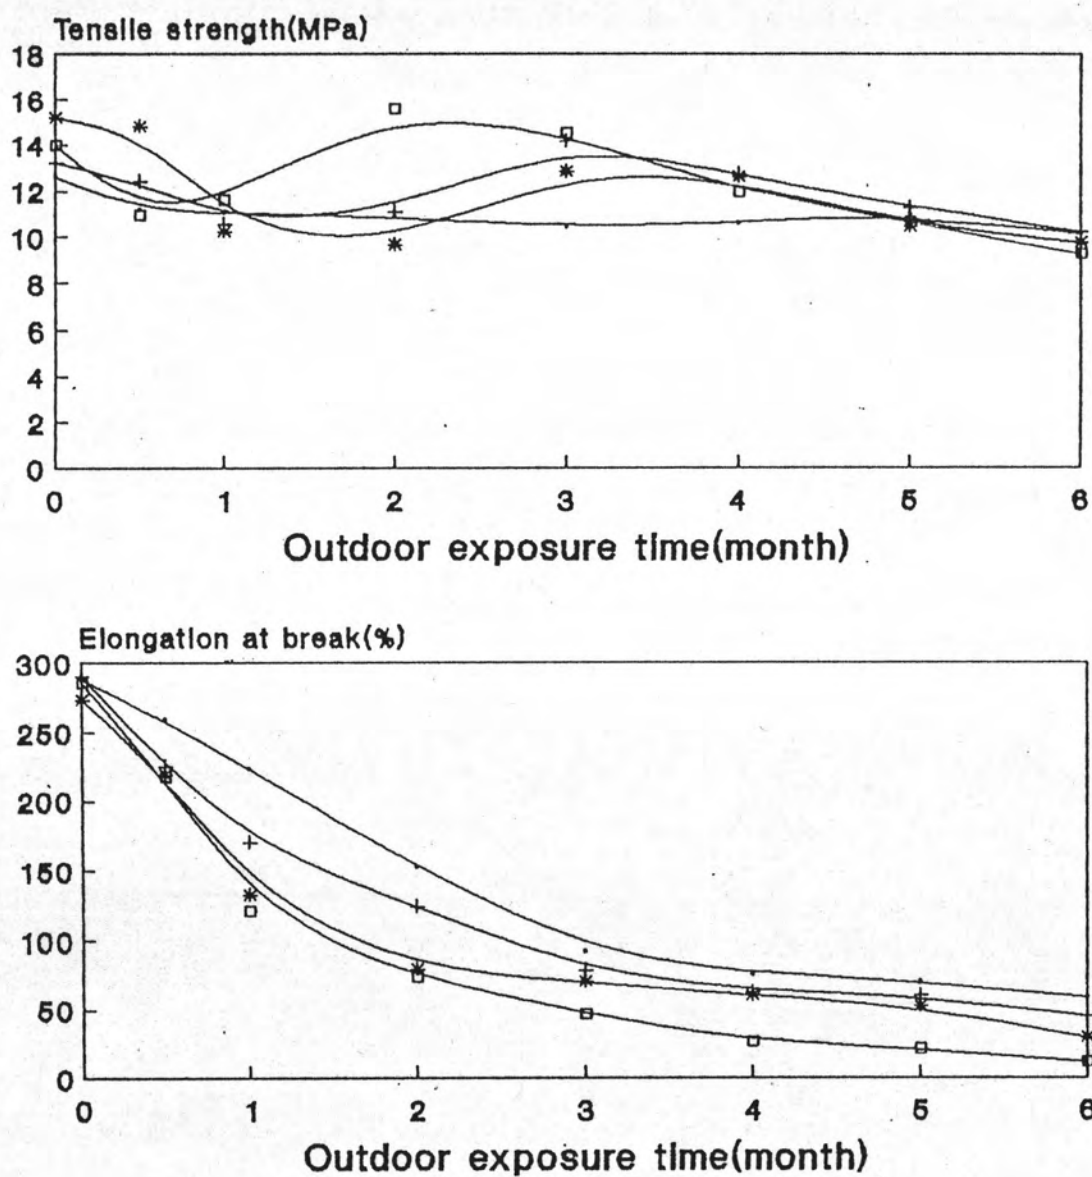 Tensile strength(MPa)
18
16
14
12
10
8
6
4
2
0
0 1 2 3 4 5 6
Outdoor exposure time(month)
Elongation at break(%)
300
250
200
150
100
50
0
0 1 2 3 4 5 6
Outdoor exposure time(month)